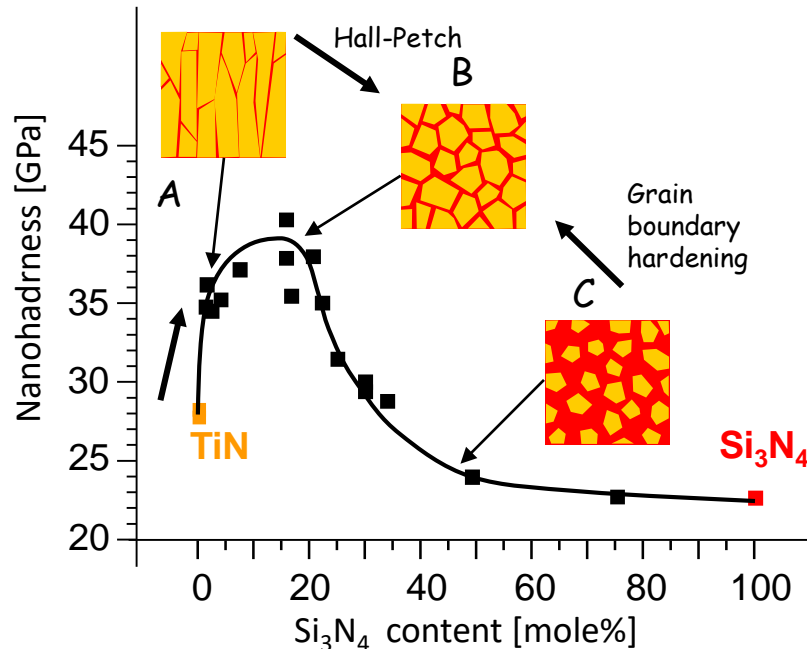 Hall-Petch
B
A
Grain
boundary
hardening
C
Nanohadrness [GPa]
45
40
35
30
25
20
TiN
Si₃N₄
0 20 40 60 80 100
Si₃N₄ content [mole%]